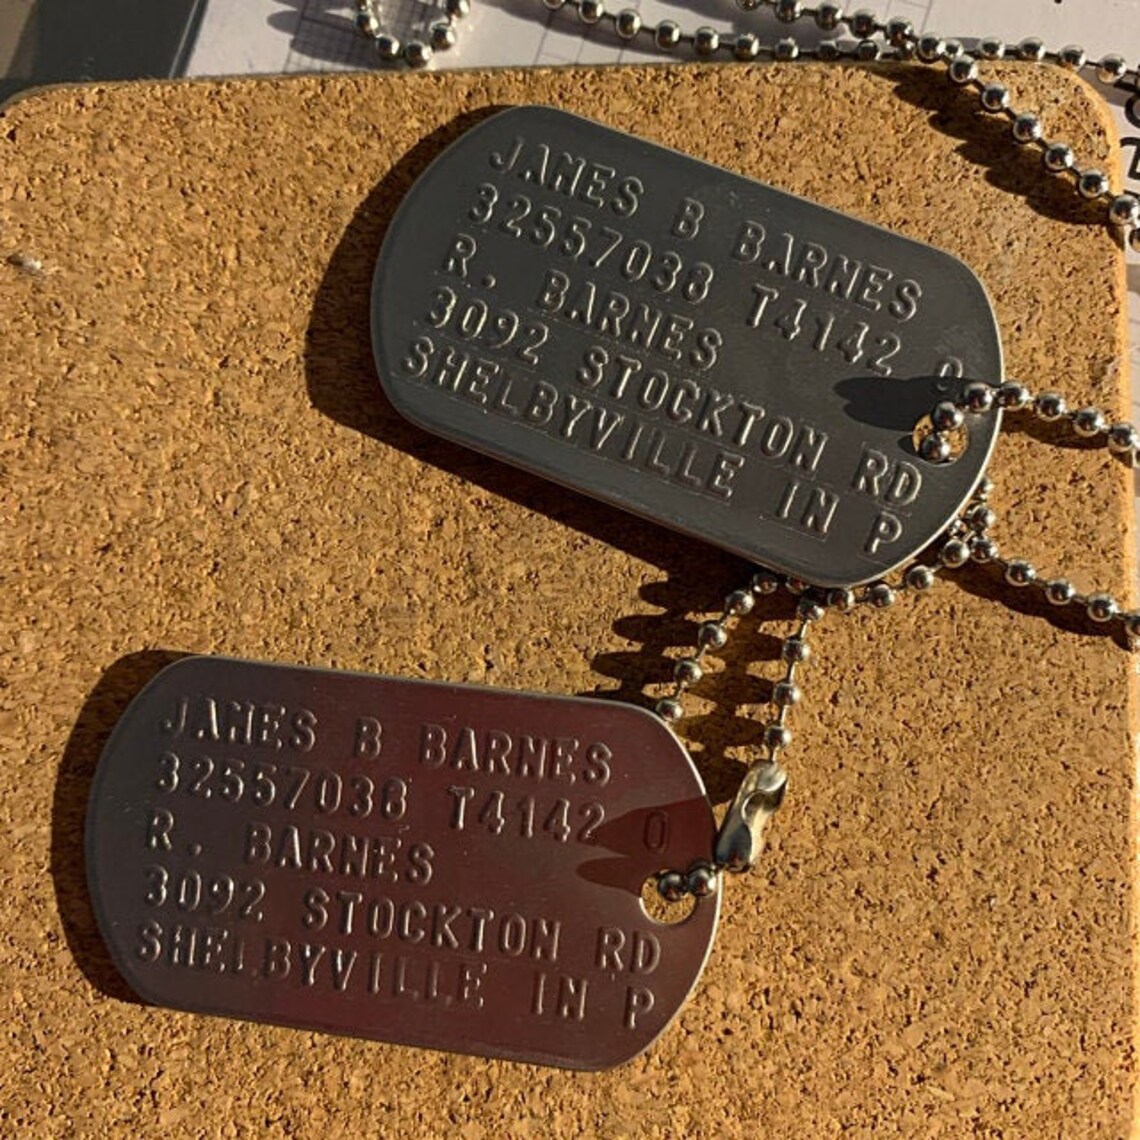 JAMES B BARNES
32557038 T4142 O
R. BARNES
3092 STOCKTON RD
SHELBYVILLE IN P
JAMES B BARNES
32557038 T4142 O
R. BARNES
3092 STOCKTON RD
SHELBYVILLE IN P